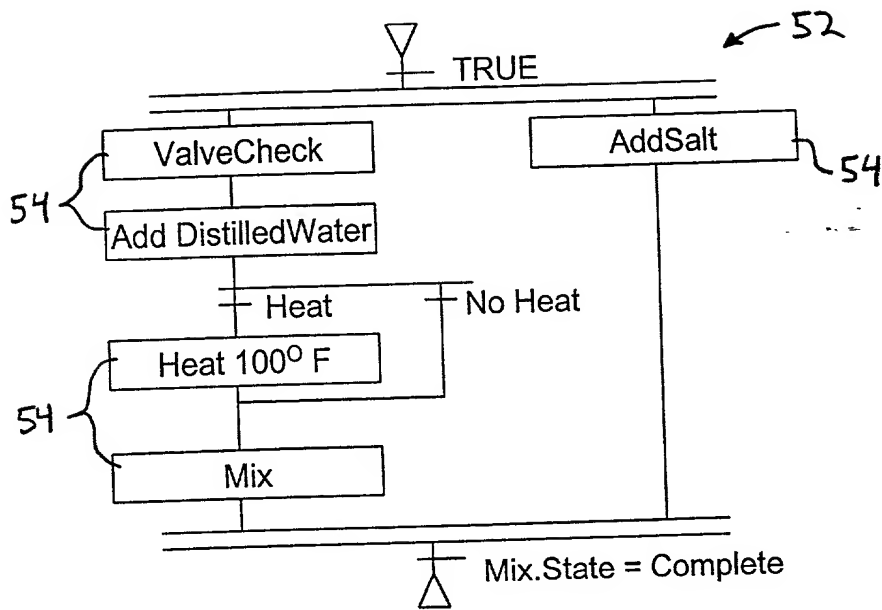 52
TRUE
ValveCheck
AddSalt
54
54
Add DistilledWater
Heat
No Heat
Heat 100° F
54
Mix
Mix.State = Complete